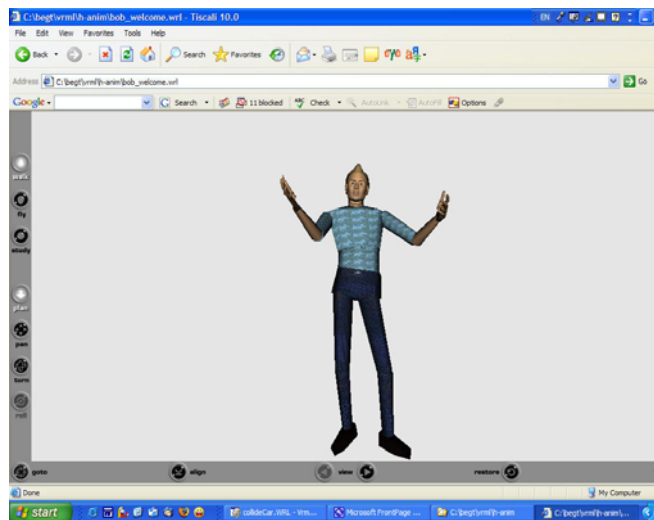 C:\begt\vrml\h-anim\bob_welcome.wrl - Tiscali 10.0
EN
File Edit View Favorites Tools Help
Back Search Favorites
Address C:\begt\vrml\h-anim\bob_welcome.wrl Go
Google Search 11 blocked Check AutoLink AutoFill Options
walk
fly
study
plan
pan
turn
roll
goto align view restore
Done My Computer
start collideCar.WRL - Vrm... Microsoft FrontPage ... C:\begt\vrml\h-anim C:\begt\vrml\h-anim\...